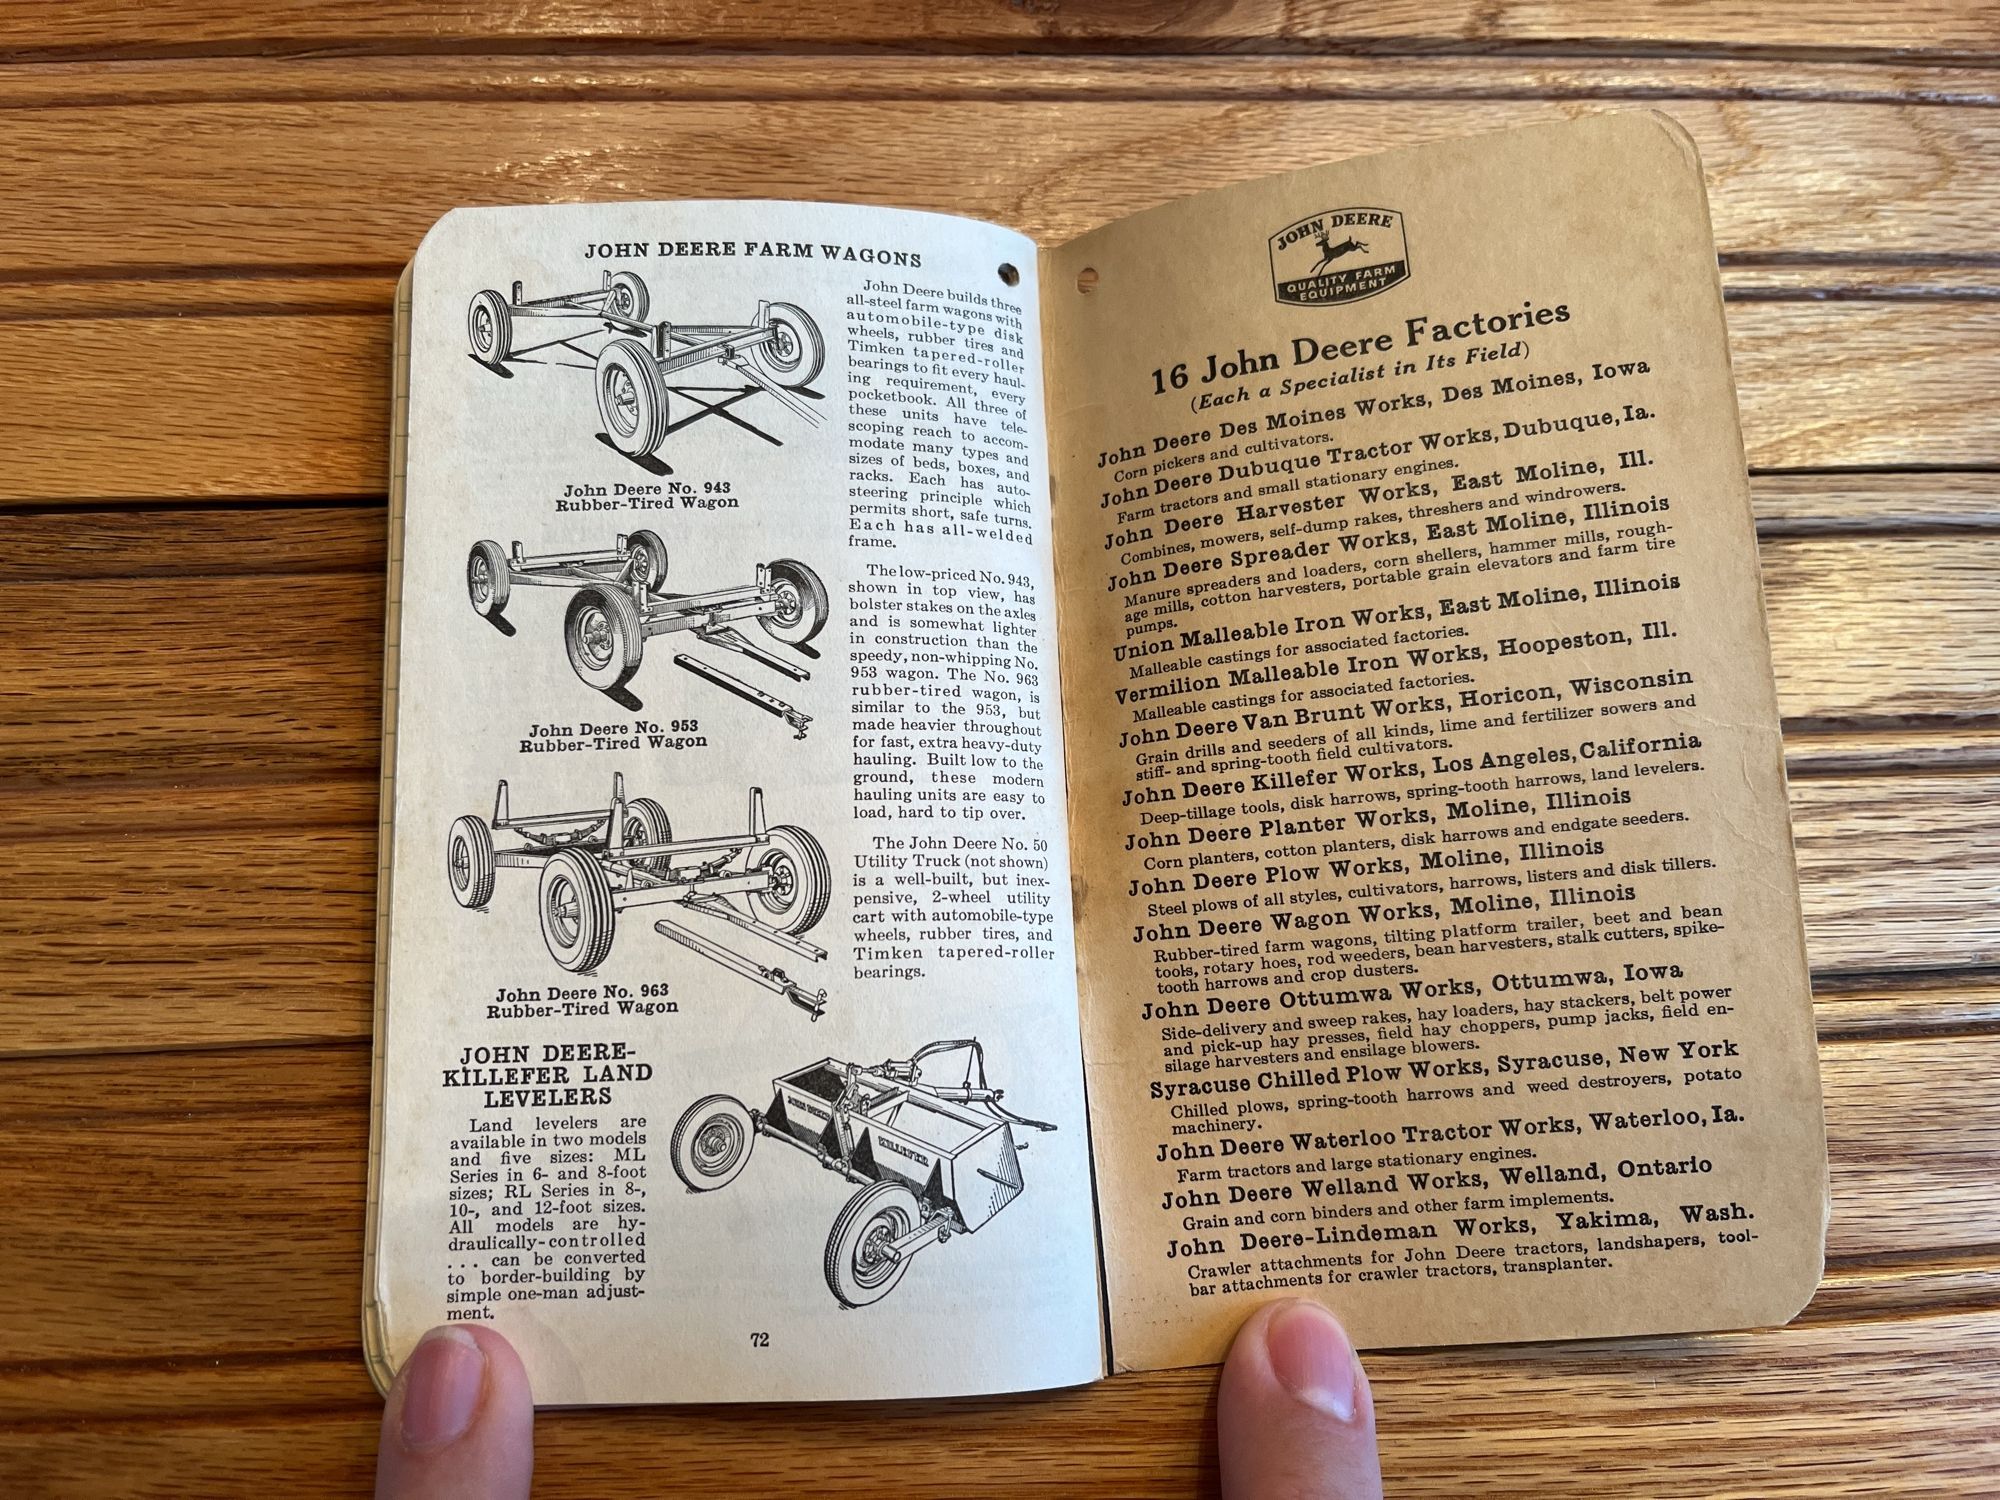 JOHN DEERE FARM WAGONS
John Deere No. 943
Rubber-Tired Wagon
John Deere No. 953
Rubber-Tired Wagon
John Deere No. 963
Rubber-Tired Wagon
John Deere builds three
all-steel farm wagons with
automobile-type disk
wheels, rubber tires and
Timken tapered-roller
bearings to fit every haul-
ing requirement, every
pocketbook. All three of
these units have tele-
scoping reach to accom-
modate many types and
sizes of beds, boxes, and
racks. Each has auto-
steering principle which
permits short, safe turns.
Each has all-welded
frame.
The low-priced No. 943,
shown in top view, has
bolster stakes on the axles
and is somewhat lighter
in construction than the
speedy, non-whipping No.
953 wagon. The No. 963
rubber-tired wagon, is
similar to the 953, but
made heavier throughout
for fast, extra heavy-duty
hauling. Built low to the
ground, these modern
hauling units are easy to
load, hard to tip over.
The John Deere No. 50
Utility Truck (not shown)
is a well-built, but inex-
pensive, 2-wheel utility
cart with automobile-type
wheels, rubber tires, and
Timken tapered-roller
bearings.
JOHN DEERE-
KILLEFER LAND
LEVELERS
Land levelers are
available in two models
and five sizes: ML
Series in 6- and 8-foot
sizes; RL Series in 8-,
10-, and 12-foot sizes.
All models are hy-
draulically-controlled
. . . can be converted
to border-building by
simple one-man adjust-
ment.
JOHN DEERE
KILLEFER
72
JOHN DEERE
QUALITY FARM
EQUIPMENT
16 John Deere Factories
(Each a Specialist in Its Field)
John Deere Des Moines Works, Des Moines, Iowa
Corn pickers and cultivators.
John Deere Dubuque Tractor Works, Dubuque, Ia.
Farm tractors and small stationary engines.
John Deere Harvester Works, East Moline, Ill.
Combines, mowers, self-dump rakes, threshers and windrowers.
John Deere Spreader Works, East Moline, Illinois
Manure spreaders and loaders, corn shellers, hammer mills, rough-
age mills, cotton harvesters, portable grain elevators and farm tire
pumps.
Union Malleable Iron Works, East Moline, Illinois
Malleable castings for associated factories.
Vermilion Malleable Iron Works, Hoopeston, Ill.
Malleable castings for associated factories.
John Deere Van Brunt Works, Horicon, Wisconsin
Grain drills and seeders of all kinds, lime and fertilizer sowers and
stiff- and spring-tooth field cultivators.
John Deere Killefer Works, Los Angeles, California
Deep-tillage tools, disk harrows, spring-tooth harrows, land levelers.
John Deere Planter Works, Moline, Illinois
Corn planters, cotton planters, disk harrows and endgate seeders.
John Deere Plow Works, Moline, Illinois
Steel plows of all styles, cultivators, harrows, listers and disk tillers.
John Deere Wagon Works, Moline, Illinois
Rubber-tired farm wagons, tilting platform trailer, beet and bean
tools, rotary hoes, rod weeders, bean harvesters, stalk cutters, spike-
tooth harrows and crop dusters.
John Deere Ottumwa Works, Ottumwa, Iowa
Side-delivery and sweep rakes, hay loaders, hay stackers, belt power
and pick-up hay presses, field hay choppers, pump jacks, field en-
silage harvesters and ensilage blowers.
Syracuse Chilled Plow Works, Syracuse, New York
Chilled plows, spring-tooth harrows and weed destroyers, potato
machinery.
John Deere Waterloo Tractor Works, Waterloo, Ia.
Farm tractors and large stationary engines.
John Deere Welland Works, Welland, Ontario
Grain and corn binders and other farm implements.
John Deere-Lindeman Works, Yakima, Wash.
Crawler attachments for John Deere tractors, landshapers, tool-
bar attachments for crawler tractors, transplanter.